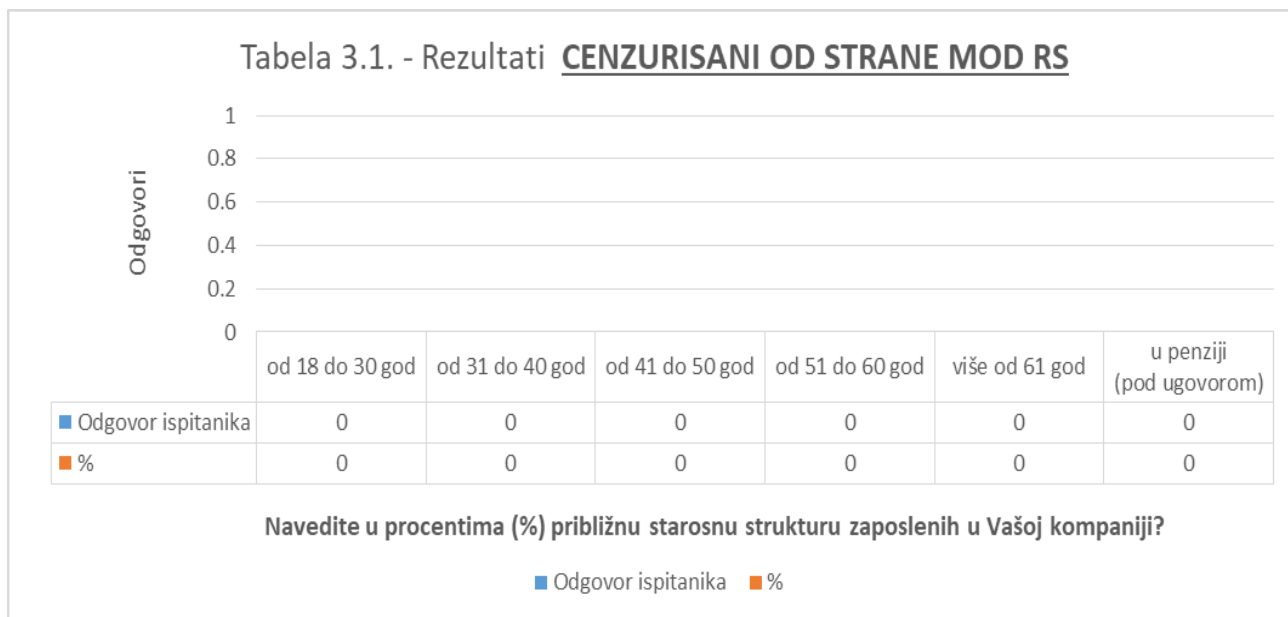 Tabela 3.1. - Rezultati CENZURISANI OD STRANE MOD RS
Odgovori
1
0.8
0.6
0.4
0.2
0
od 18 do 30 god od 31 do 40 god od 41 do 50 god od 51 do 60 god više od 61 god u penziji
(pod ugovorom)
Odgovor ispitanika 0 0 0 0 0 0
% 0 0 0 0 0 0
Navedite u procentima (%) približnu starosnu strukturu zaposlenih u Vašoj kompaniji?
Odgovor ispitanika %